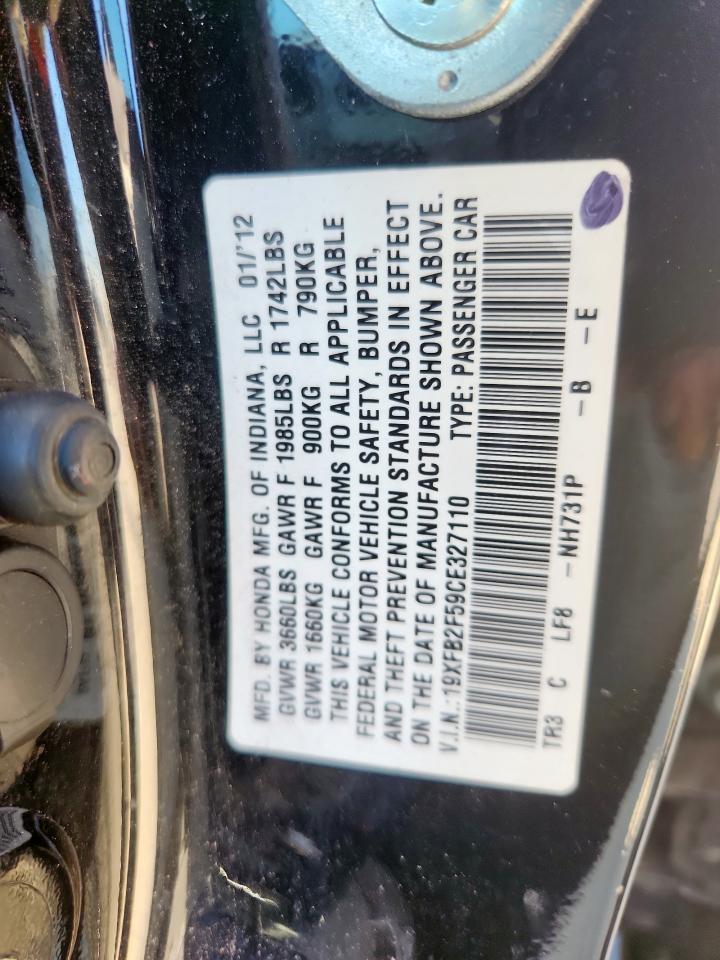 MFD. BY HONDA MFG. OF INDIANA, LLC 01/'12
GVWR 3660LBS GAWR F 1985LBS R 1742LBS
GVWR 1660KG GAWR F 900KG R 790KG
THIS VEHICLE CONFORMS TO ALL APPLICABLE
FEDERAL MOTOR VEHICLE SAFETY, BUMPER,
AND THEFT PREVENTION STANDARDS IN EFFECT
ON THE DATE OF MANUFACTURE SHOWN ABOVE.
V.I.N.:19XFB2F59CE327110 TYPE: PASSENGER CAR
TR3 C LF8 -NH731P -B -E